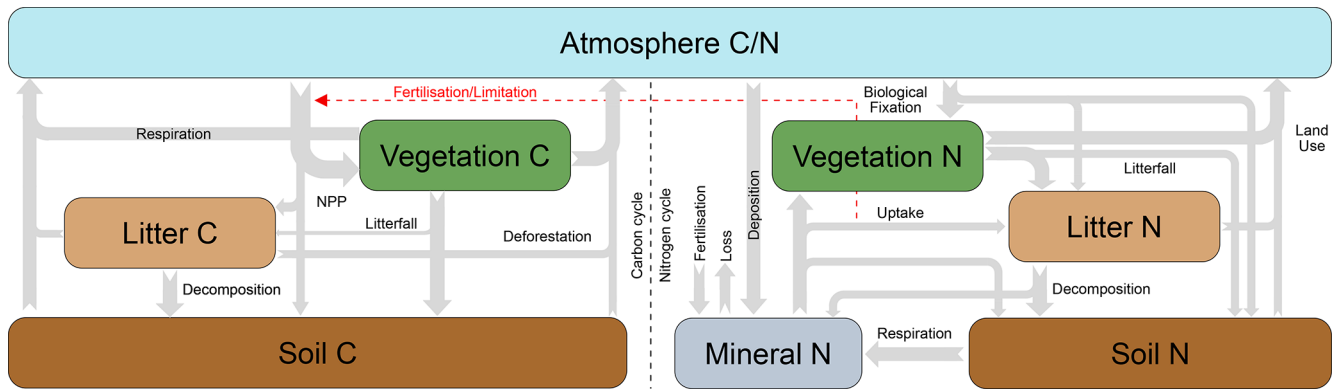 Atmosphere C/N
Fertilisation/Limitation
Biological
Fixation
Respiration
Vegetation C
Vegetation N
Land
Use
Litterfall
NPP
Litter C
Litterfall
Deforestation
Carbon cycle
Nitrogen cycle
Fertilisation
Loss
Deposition
Uptake
Litter N
Decomposition
Decomposition
Soil C
Mineral N
Respiration
Soil N